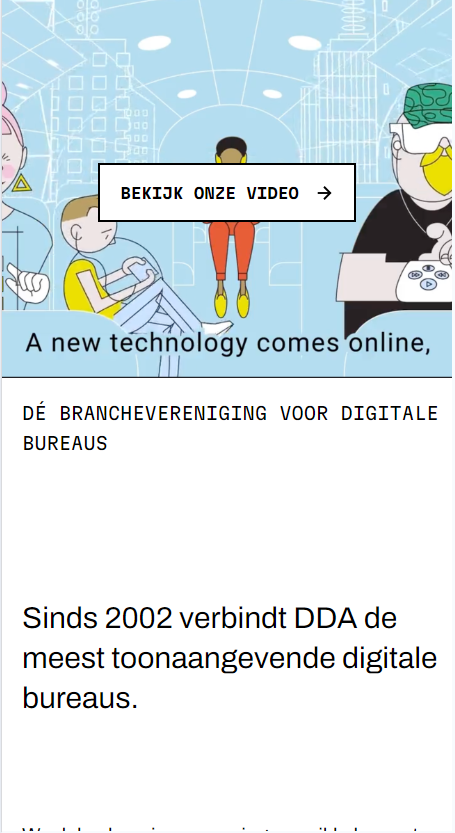 BEKIJK ONZE VIDEO →
A new technology comes online,
DÉ BRANCHEVERENIGING VOOR DIGITALE
BUREAUS
Sinds 2002 verbindt DDA de
meest toonaangevende digitale
bureaus.